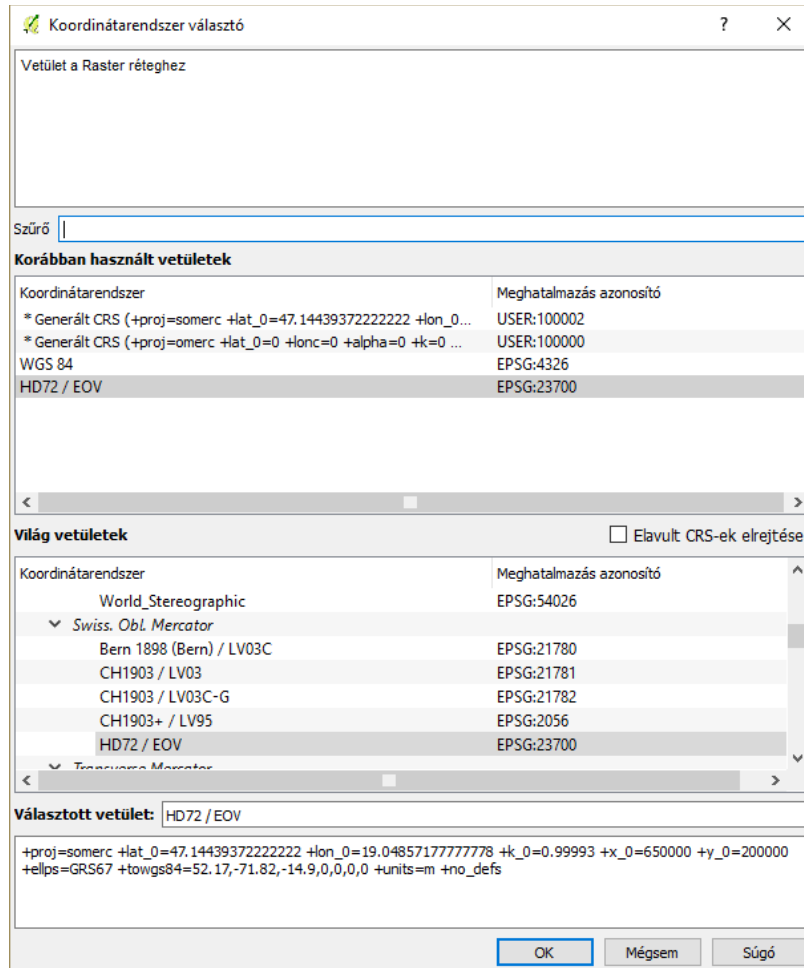 Koordinátarendszer választó
Vetület a Raster réteghez
Szűrő
Korábban használt vetületek
Koordinátarendszer Meghatalmazás azonosító
* Generált CRS (+proj=somerc +lat_0=47.14439372222222 +lon_0... USER:100002
* Generált CRS (+proj=omerc +lat_0=0 +lonc=0 +alpha=0 +k=0 ... USER:100000
WGS 84 EPSG:4326
HD72 / EOV EPSG:23700
Világ vetületek Elavult CRS-ek elrejtése
Koordinátarendszer Meghatalmazás azonosító
World_Stereographic EPSG:54026
Swiss. Obl. Mercator
Bern 1898 (Bern) / LV03C EPSG:21780
CH1903 / LV03 EPSG:21781
CH1903 / LV03C-G EPSG:21782
CH1903+ / LV95 EPSG:2056
HD72 / EOV EPSG:23700
Transverse Mercator
Választott vetület: HD72 / EOV
+proj=somerc +lat_0=47.14439372222222 +lon_0=19.04857177777778 +k_0=0.99993 +x_0=650000 +y_0=200000
+ellps=GRS67 +towgs84=52.17,-71.82,-14.9,0,0,0,0 +units=m +no_defs
OK Mégsem Súgó